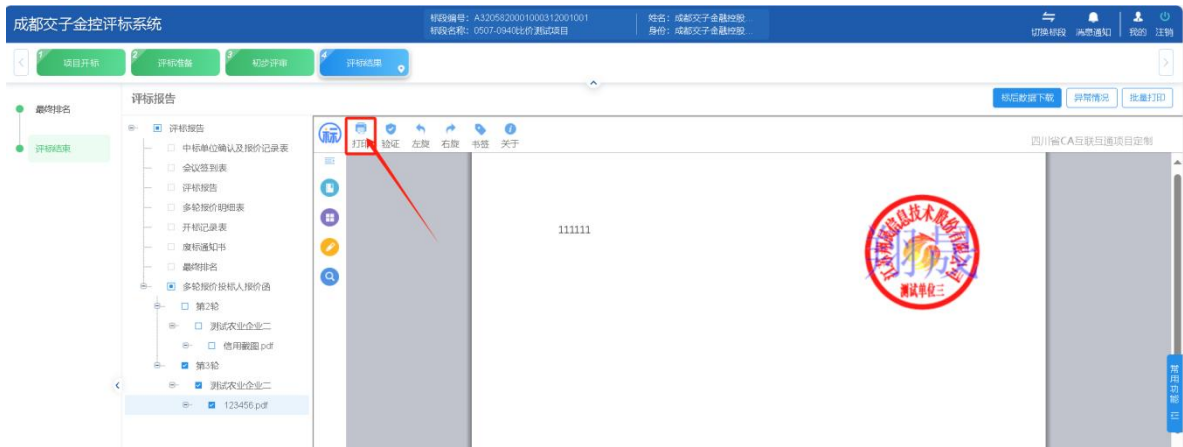 成都交子金控评标系统
标段编号：A3205820001000312001001
标段名称：0507-0940比价测试项目
姓名：成都交子金融控股...
身份：成都交子金融控股...
切换标段 消息通知 我的 注销
1 项目开标
2 评标准备
3 初步评审
4 评标结果
最终排名
评标结束
评标报告
标后数据下载 异常情况 批量打印
评标报告
中标单位确认及报价记录表
会议签到表
评标报告
多轮报价明细表
开标记录表
废标通知书
最终排名
多轮报价投标人报价函
第2轮
测试农业企业二
信用截图.pdf
第3轮
测试农业企业二
123456.pdf
标
打印 验证 左旋 右旋 书签 关于
四川省CA互联互通项目定制
111111
测试单位三
常用功能